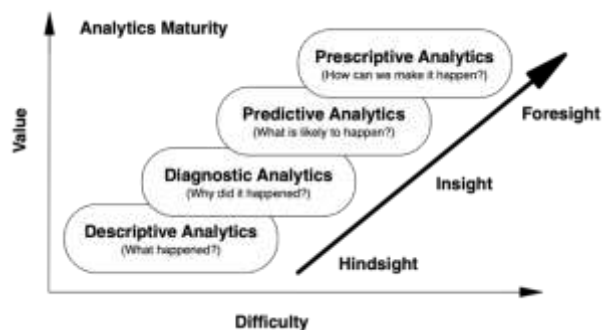 Analytics Maturity
Prescriptive Analytics
(How can we make it happen?)
Predictive Analytics
(What is likely to happen?)
Foresight
Diagnostic Analytics
(Why did it happened?)
Insight
Descriptive Analytics
(What happened?)
Hindsight
Value
Difficulty